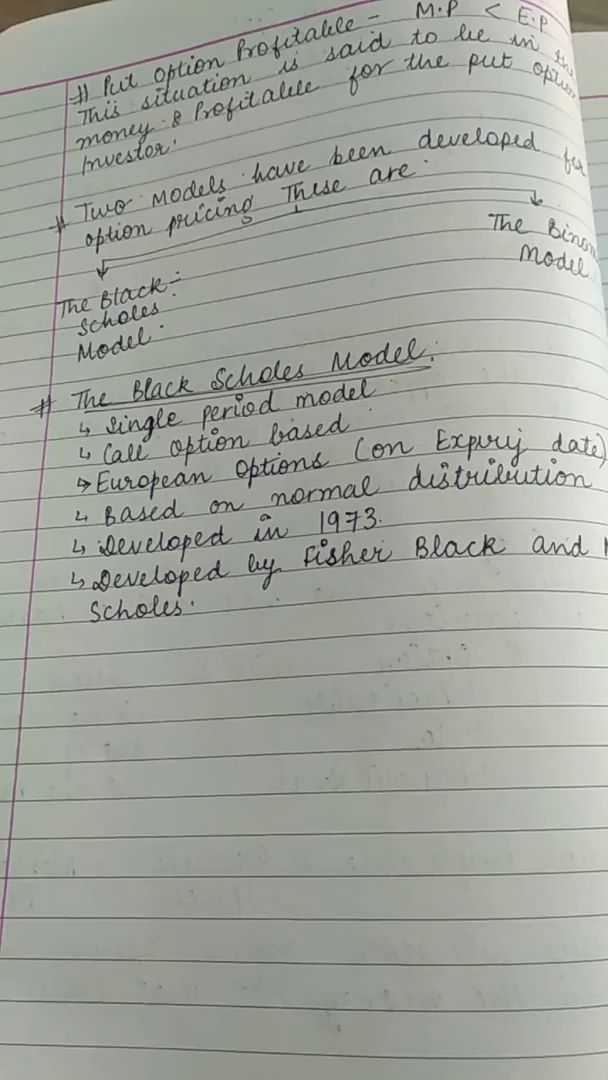 # Put Option Profitable - M.P < E.P
This situation is said to be in the
money & Profitable for the put option
Investor.
# Two Models have been developed for
option pricing These are.
The Black-
Scholes
Model.
The Binom
Model
# The Black Scholes Model.
↳ Single period model
↳ Call option based
→ European Options (on Expiry date)
↳ Based on normal distribution
↳ Developed in 1973.
↳ Developed by Fisher Black and
Scholes.